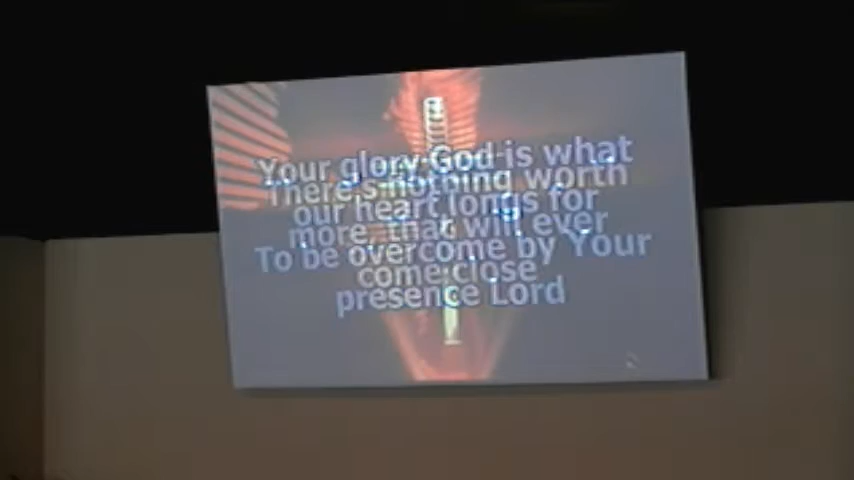 Your glory God is what
There's nothing worth
our heart longs for
more, that will ever
To be overcome by Your
come close
presence Lord